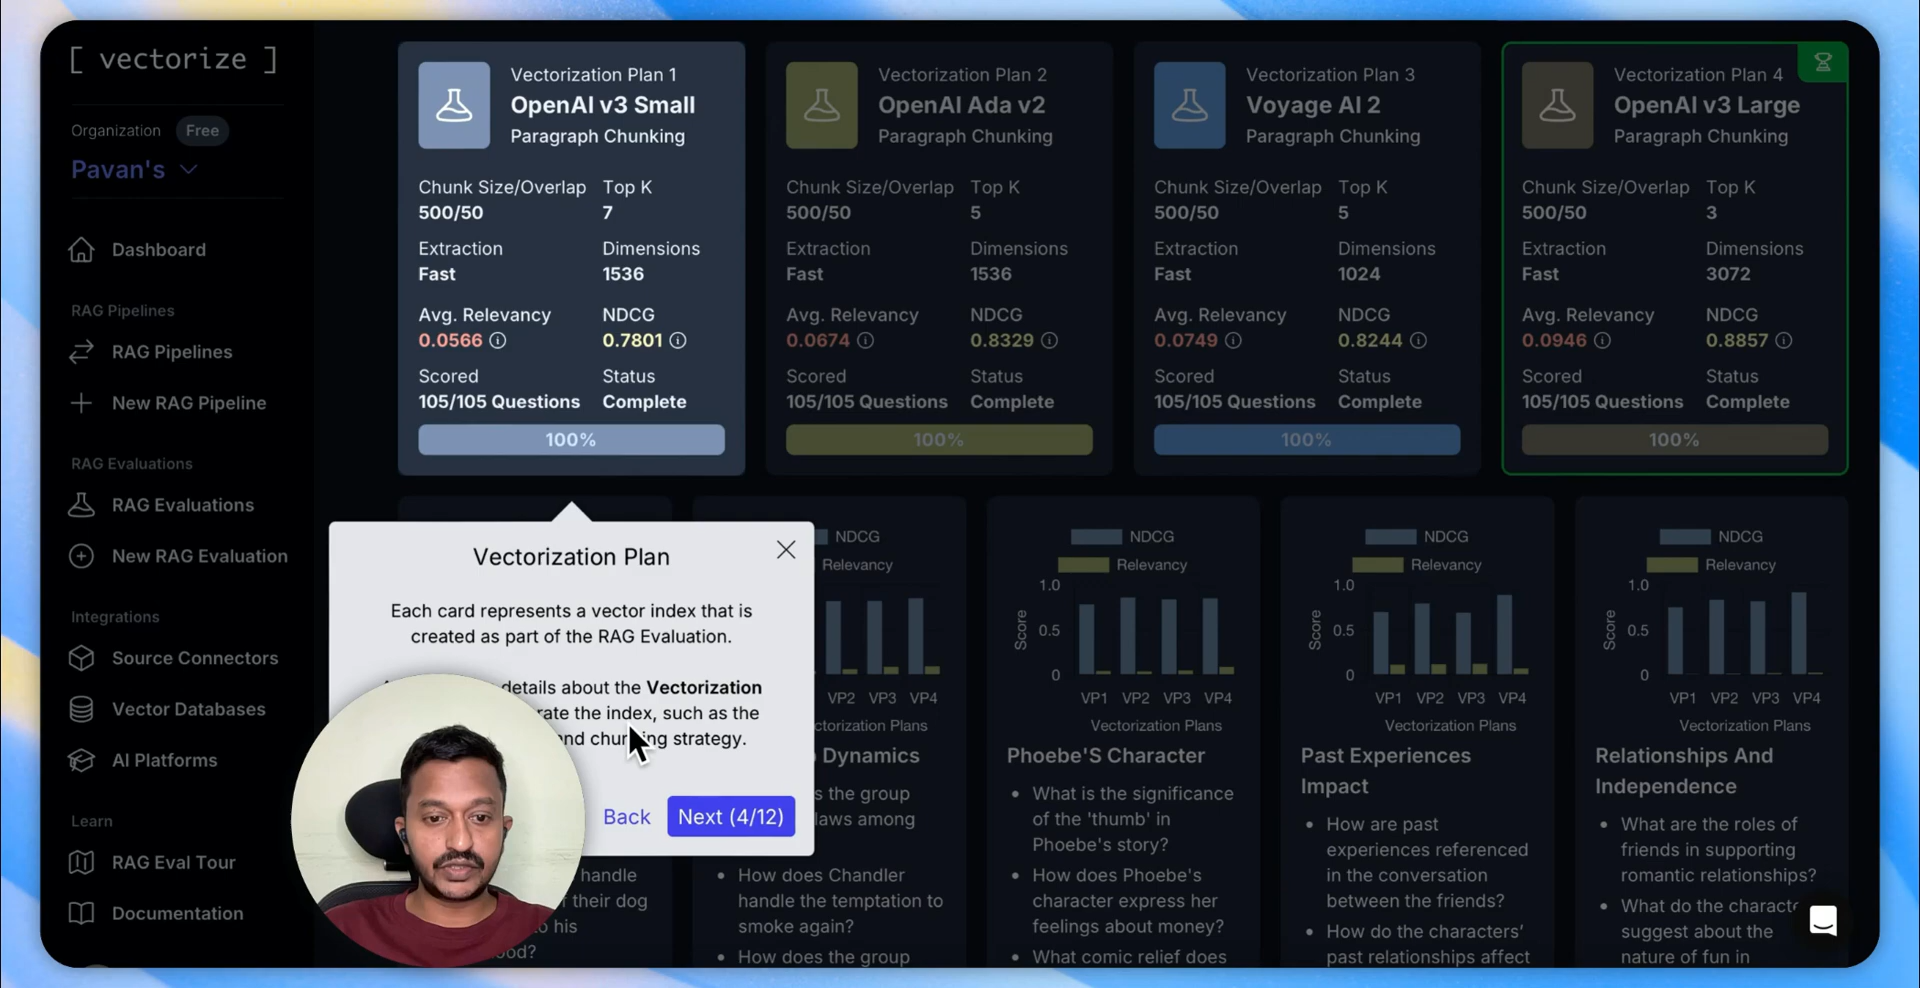 [ vectorize ]
Organization Free
Pavan's
Dashboard
RAG Pipelines
RAG Pipelines
New RAG Pipeline
RAG Evaluations
RAG Evaluations
New RAG Evaluation
Integrations
Source Connectors
Vector Databases
AI Platforms
Learn
RAG Eval Tour
Documentation
Vectorization Plan 1
OpenAI v3 Small
Paragraph Chunking
Chunk Size/Overlap Top K
500/50 7
Extraction Dimensions
Fast 1536
Avg. Relevancy NDCG
0.0566 0.7801
Scored Status
105/105 Questions Complete
100%
Vectorization Plan 2
OpenAI Ada v2
Paragraph Chunking
Chunk Size/Overlap Top K
500/50 5
Extraction Dimensions
Fast 1536
Avg. Relevancy NDCG
0.0674 0.8329
Scored Status
105/105 Questions Complete
100%
Vectorization Plan 3
Voyage AI 2
Paragraph Chunking
Chunk Size/Overlap Top K
500/50 5
Extraction Dimensions
Fast 1024
Avg. Relevancy NDCG
0.0749 0.8244
Scored Status
105/105 Questions Complete
100%
Vectorization Plan 4
OpenAI v3 Large
Paragraph Chunking
Chunk Size/Overlap Top K
500/50 3
Extraction Dimensions
Fast 3072
Avg. Relevancy NDCG
0.0946 0.8857
Scored Status
105/105 Questions Complete
100%
Vectorization Plan
Each card represents a vector index that is
created as part of the RAG Evaluation.
details about the Vectorization
the index, such as the
chunking strategy.
Back Next (4/12)
handle
their dog
to his
NDCG
Relevancy
VP2 VP3 VP4
Plans
Dynamics
the group
among
How does Chandler
handle the temptation to
smoke again?
How does the group
NDCG
Relevancy
1.0
0.5
0
Score
VP1 VP2 VP3 VP4
Vectorization Plans
Phoebe'S Character
What is the significance
of the 'thumb' in
Phoebe's story?
How does Phoebe's
character express her
feelings about money?
What comic relief does
NDCG
Relevancy
1.0
0.5
0
Score
VP1 VP2 VP3 VP4
Vectorization Plans
Past Experiences
Impact
How are past
experiences referenced
in the conversation
between the friends?
How do the characters'
past relationships affect
NDCG
Relevancy
1.0
0.5
0
Score
VP1 VP2 VP3 VP4
Vectorization Plans
Relationships And
Independence
What are the roles of
friends in supporting
romantic relationships?
What do the
suggest about the
nature of fun in